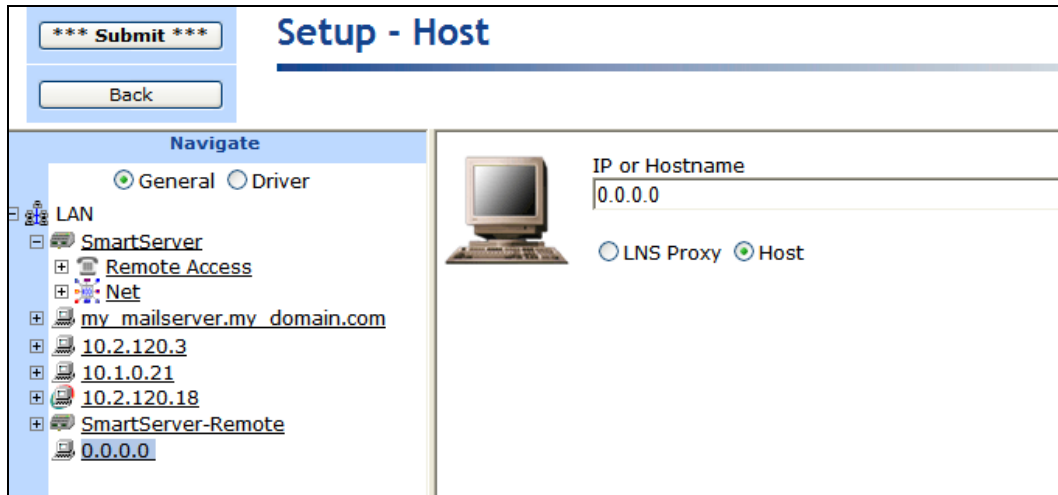 *** Submit ***
Setup - Host
Back
Navigate
General Driver
LAN
SmartServer
Remote Access
Net
my_mailserver.my_domain.com
10.2.120.3
10.1.0.21
10.2.120.18
SmartServer-Remote
0.0.0.0
IP or Hostname
0.0.0.0
LNS Proxy Host